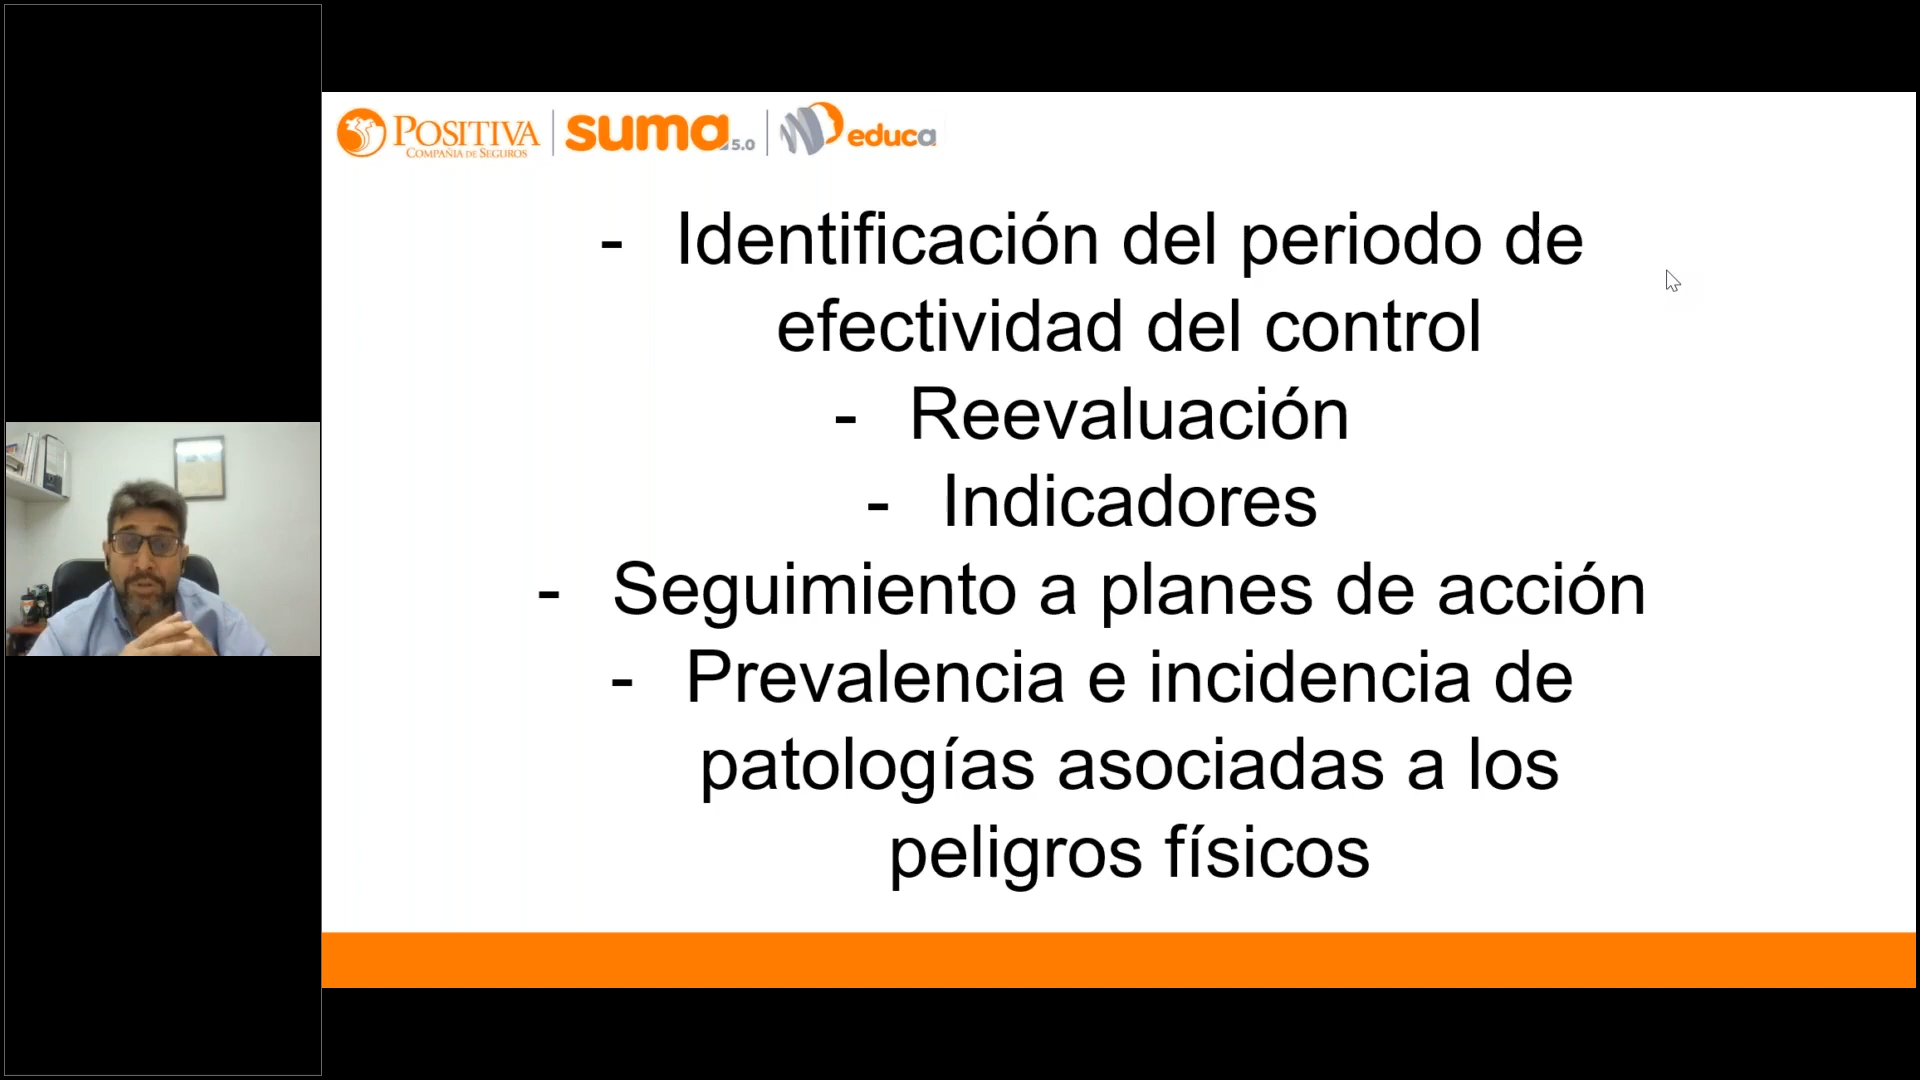 POSITIVA
COMPAÑIA DE SEGUROS
suma 5.0
educa
- Identificación del periodo de
efectividad del control
- Reevaluación
- Indicadores
- Seguimiento a planes de acción
- Prevalencia e incidencia de
patologías asociadas a los
peligros físicos